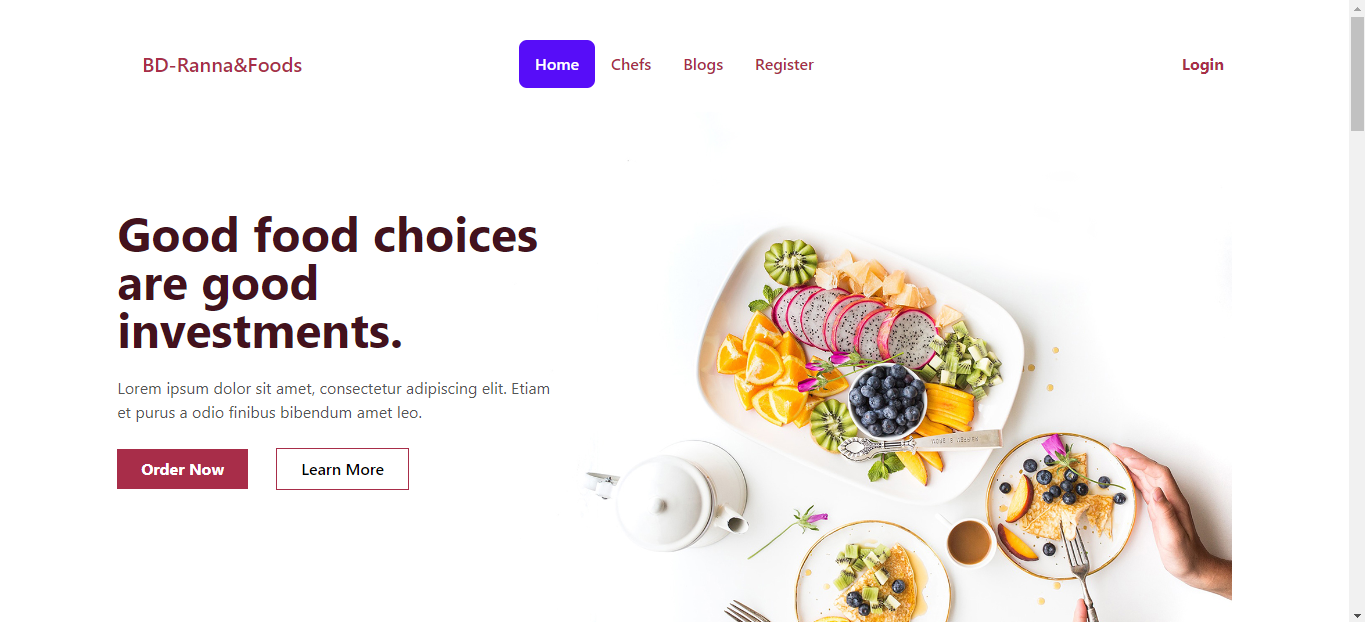 BD-Ranna&Foods
Home
Chefs
Blogs
Register
Login
Good food choices
are good
investments.
Lorem ipsum dolor sit amet, consectetur adipiscing elit. Etiam
et purus a odio finibus bibendum amet leo.
Order Now
Learn More